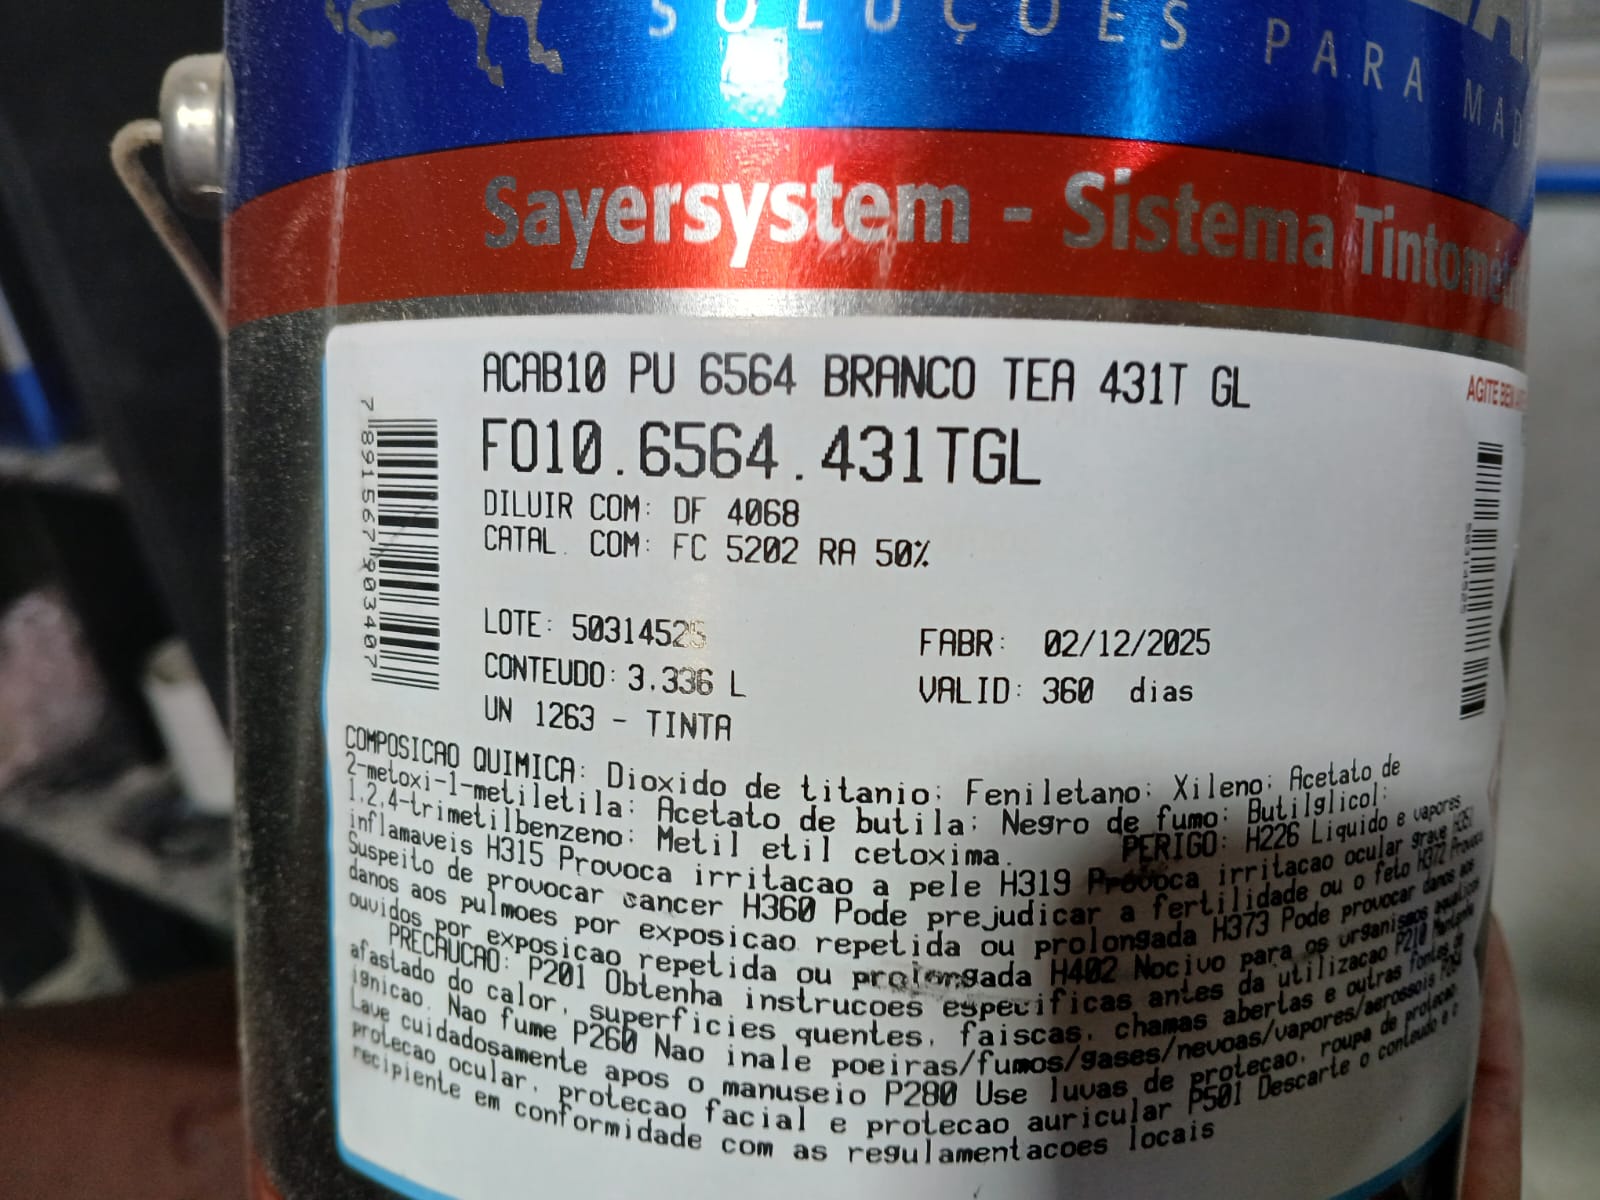 SOLUÇÕES PARA MAD
Sayersystem - Sistema Tintométri
ACAB10 PU 6564 BRANCO TEA 431T GL
AGITE BEM
F010.6564.431TGL
DILUIR COM: DF 4068
CATAL. COM: FC 5202 RA 50%
7 891567 903407
50314525
LOTE: 50314525
FABR: 02/12/2025
CONTEUDO: 3.336 L
VALID: 360 dias
UN 1263 - TINTA
COMPOSICAO QUIMICA: Dioxido de titanio; Feniletano; Xileno; Acetato de
2-metoxi-1-metiletila; Acetato de butila; Negro de fumo; Butilglicol;
1,2,4-trimetilbenzeno; Metil etil cetoxima. PERIGO: H226 Liquido e vapores
inflamaveis H315 Provoca irritacao a pele H319 Provoca irritacao ocular grave H351
Suspeito de provocar cancer H360 Pode prejudicar a fertilidade ou o feto H372 Provoca
danos aos pulmoes por exposicao repetida ou prolongada H373 Pode provocar danos aos
ouvidos por exposicao repetida ou prolongada H402 Nocivo para os organismos aquaticos
PRECAUCAO: P201 Obtenha instrucoes especificas antes da utilizacao P210 Mantenha
afastado do calor, superficies quentes, faiscas, chamas abertas e outras fontes de
ignicao. Nao fume P260 Nao inale poeiras/fumos/gases/nevoas/vapores/aerossois P264
Lave cuidadosamente apos o manuseio P280 Use luvas de protecao, roupa de protecao,
protecao ocular, protecao facial e protecao auricular P501 Descarte o conteudo e o
recipiente em conformidade com as regulamentacoes locais